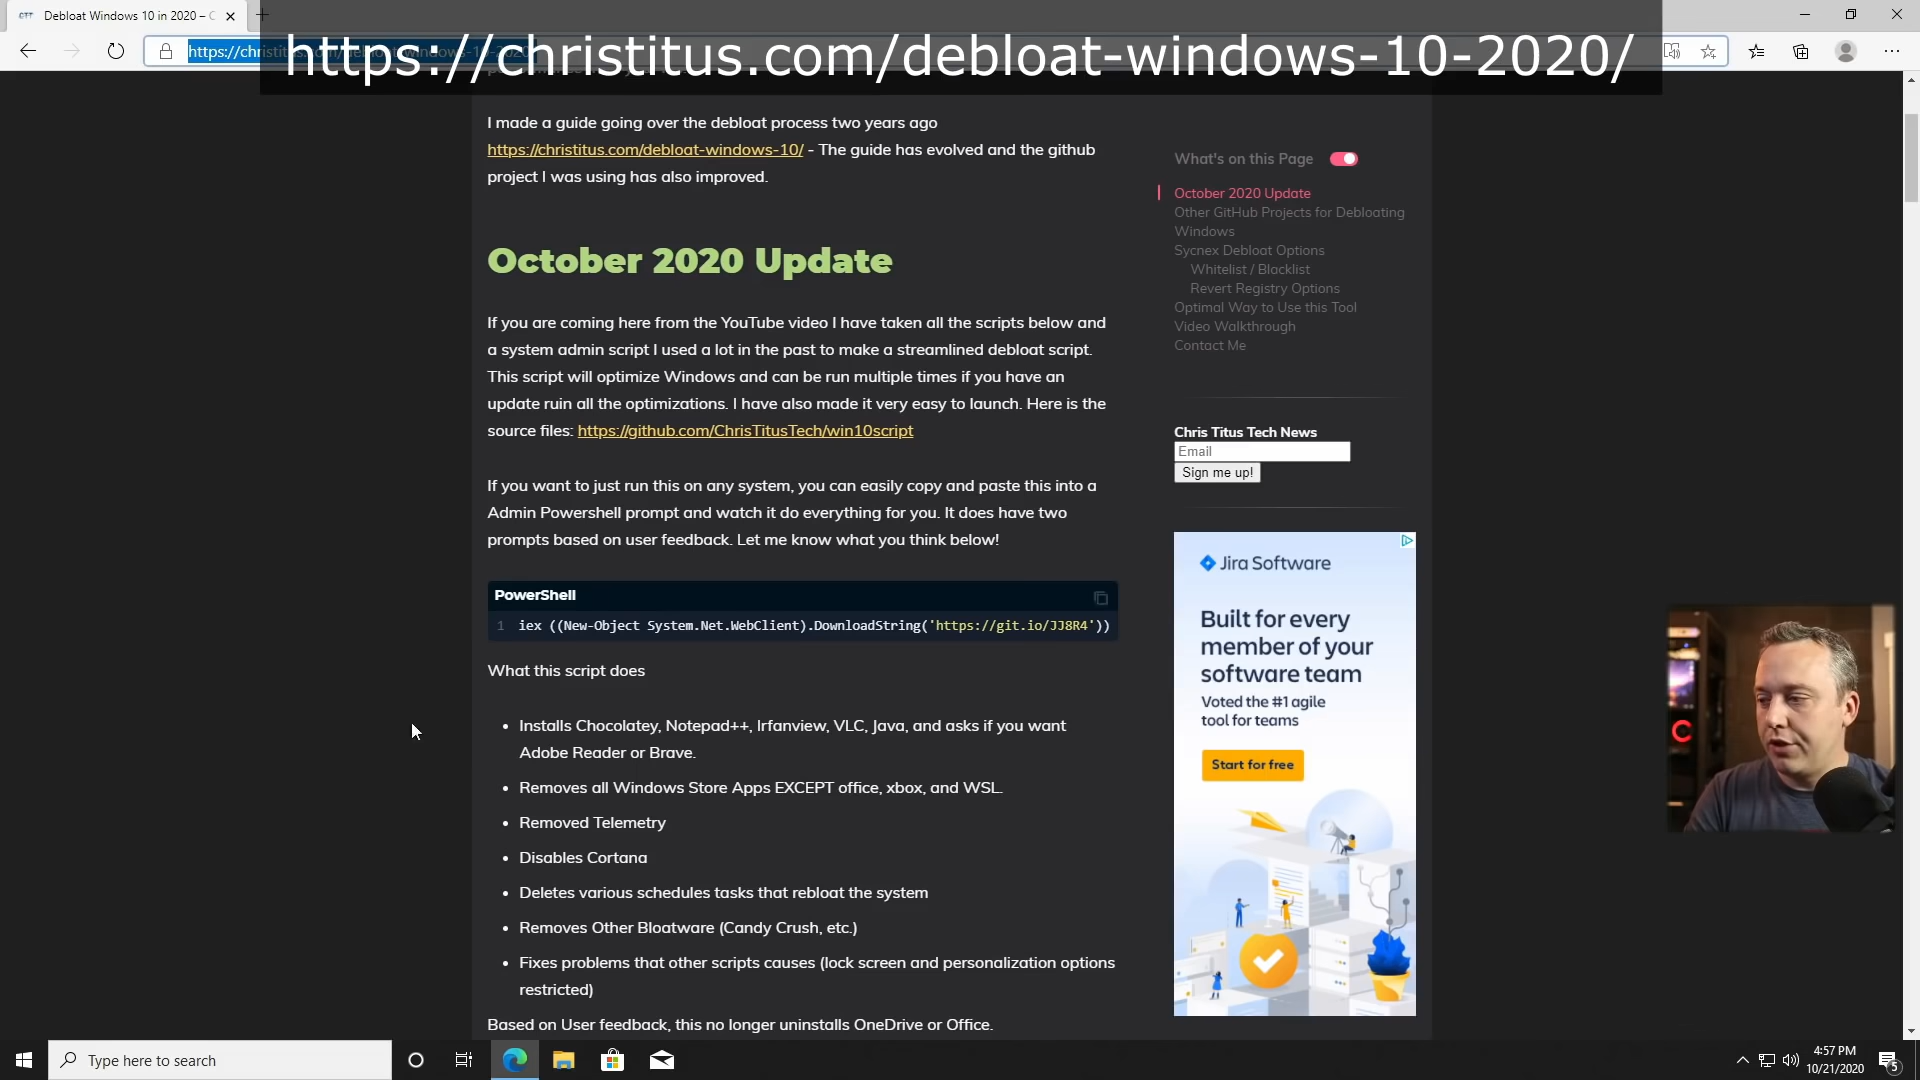 Debloat Windows 10 in 2020 – C
https://christitus.com/debloat-windows-10-2020/
I made a guide going over the debloat process two years ago
https://christitus.com/debloat-windows-10/ - The guide has evolved and the github
project I was using has also improved.
October 2020 Update
If you are coming here from the YouTube video I have taken all the scripts below and
a system admin script I used a lot in the past to make a streamlined debloat script.
This script will optimize Windows and can be run multiple times if you have an
update ruin all the optimizations. I have also made it very easy to launch. Here is the
source files: https://github.com/ChrisTitusTech/win10script
If you want to just run this on any system, you can easily copy and paste this into a
Admin Powershell prompt and watch it do everything for you. It does have two
prompts based on user feedback. Let me know what you think below!
PowerShell
1 iex ((New-Object System.Net.WebClient).DownloadString('https://git.io/JJ8R4'))
What this script does
• Installs Chocolatey, Notepad++, Irfanview, VLC, Java, and asks if you want
Adobe Reader or Brave.
• Removes all Windows Store Apps EXCEPT office, xbox, and WSL.
• Removed Telemetry
• Disables Cortana
• Deletes various schedules tasks that rebloat the system
• Removes Other Bloatware (Candy Crush, etc.)
• Fixes problems that other scripts causes (lock screen and personalization options
restricted)
Based on User feedback, this no longer uninstalls OneDrive or Office.
What's on this Page
October 2020 Update
Other GitHub Projects for Debloating
Windows
Sycnex Debloat Options
Whitelist / Blacklist
Revert Registry Options
Optimal Way to Use this Tool
Video Walkthrough
Contact Me
Chris Titus Tech News
Email
Sign me up!
Jira Software
Built for every
member of your
software team
Voted the #1 agile
tool for teams
Start for free
Type here to search
4:57 PM
10/21/2020
5